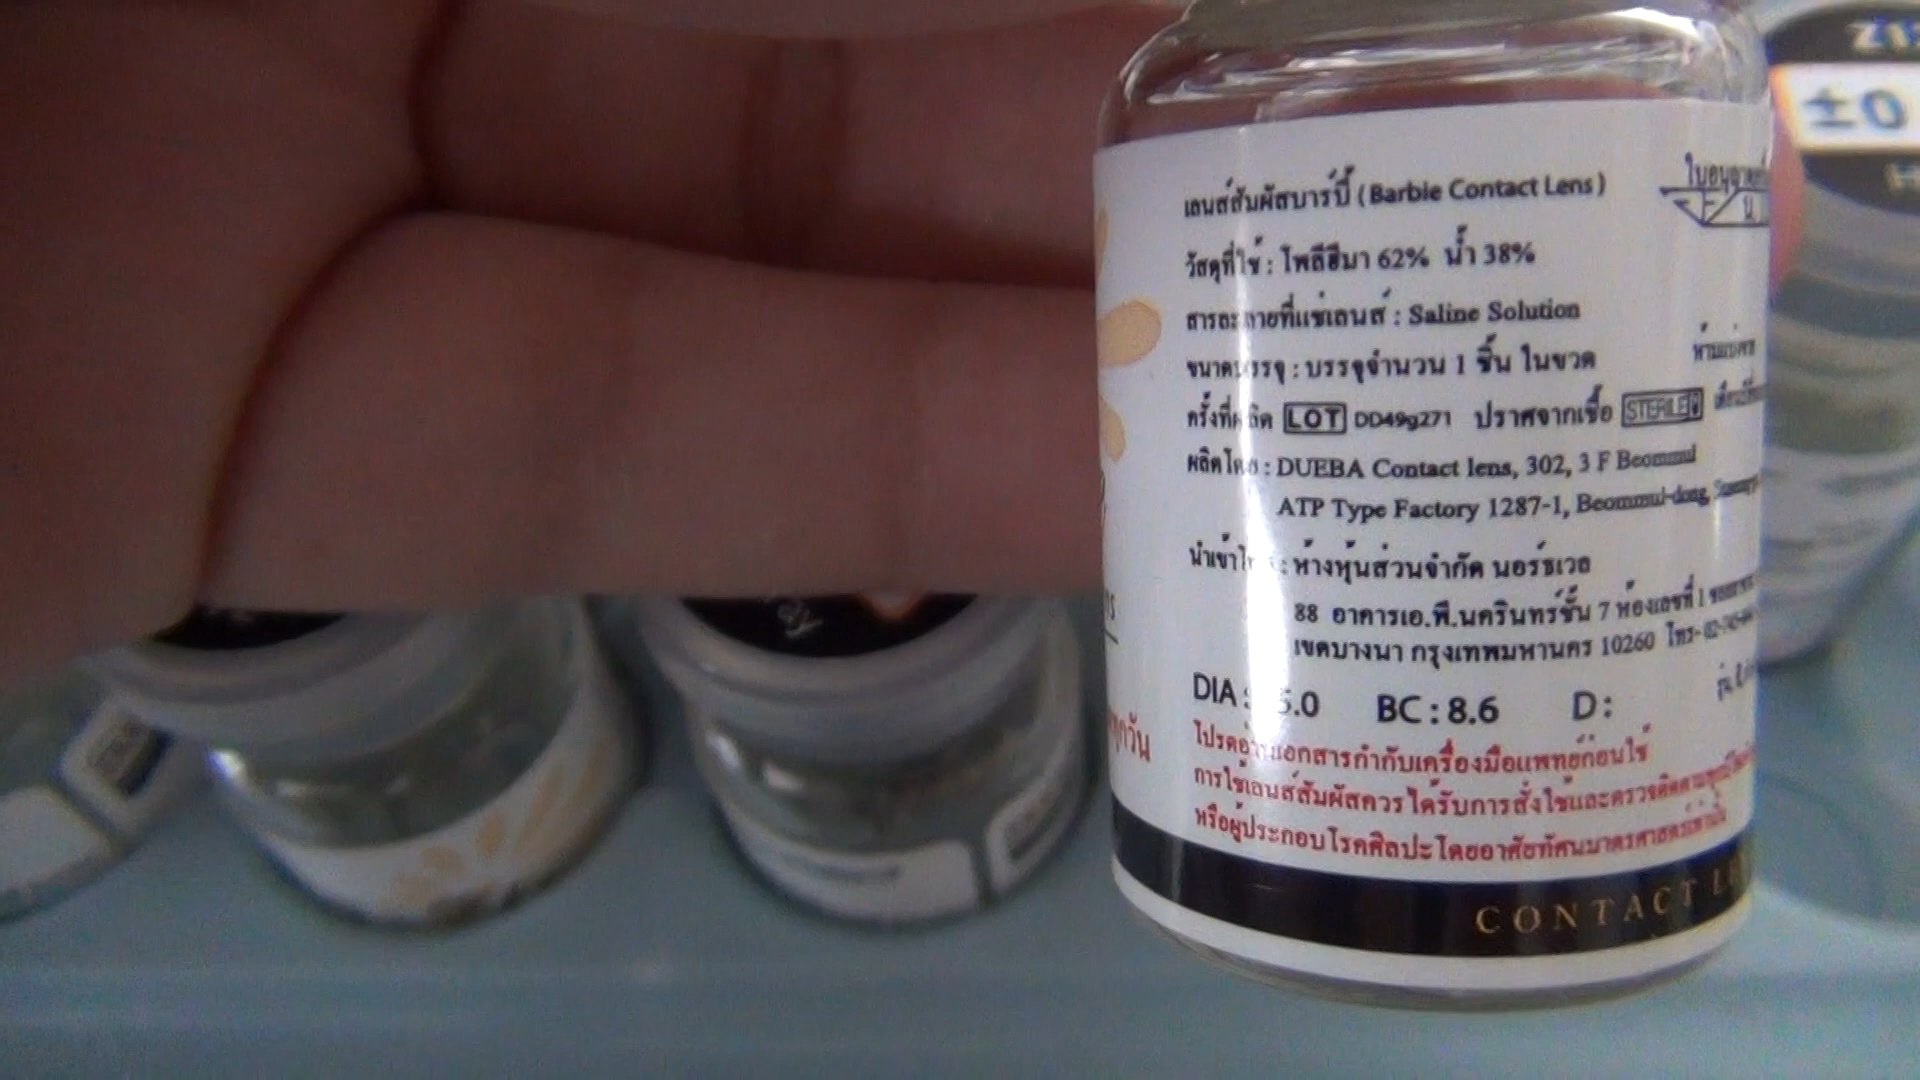 เลนส์สัมผัสบาร์บี้ (Barbie Contact Lens)
วัสดุที่ใช้ : โพลีฮีมา 62% น้ำ 38%
สารละลายที่แช่เลนส์ : Saline Solution
ขนาดบรรจุ : บรรจุจำนวน 1 ชิ้น ในขวด
ครั้งที่ผลิต LOT DD49g271 ปราศจากเชื้อ STERILE
ผลิตโดย : DUEBA Contact lens, 302, 3 F Beommul
ATP Type Factory 1287-1, Beommul-dong,
นำเข้าโดย : ห้างหุ้นส่วนจำกัด นอร์ธเวล
88 อาคารเอ.พี.นครินทร์ชั้น 7 ห้องเลขที่ 1
เขตบางนา กรุงเทพมหานคร 10260 โทร-
DIA : 5.0 BC : 8.6 D :
โปรดอ่านเอกสารกำกับเครื่องมือแพทย์ก่อนใช้
การใช้เลนส์สัมผัสควรได้รับการสั่งใช้และตรวจติดตาม
หรือผู้ประกอบโรคศิลปะโดยอาศัยทัศนมาตรศาสตร์เท่านั้น
CONTACT
ทุกวัน
±0